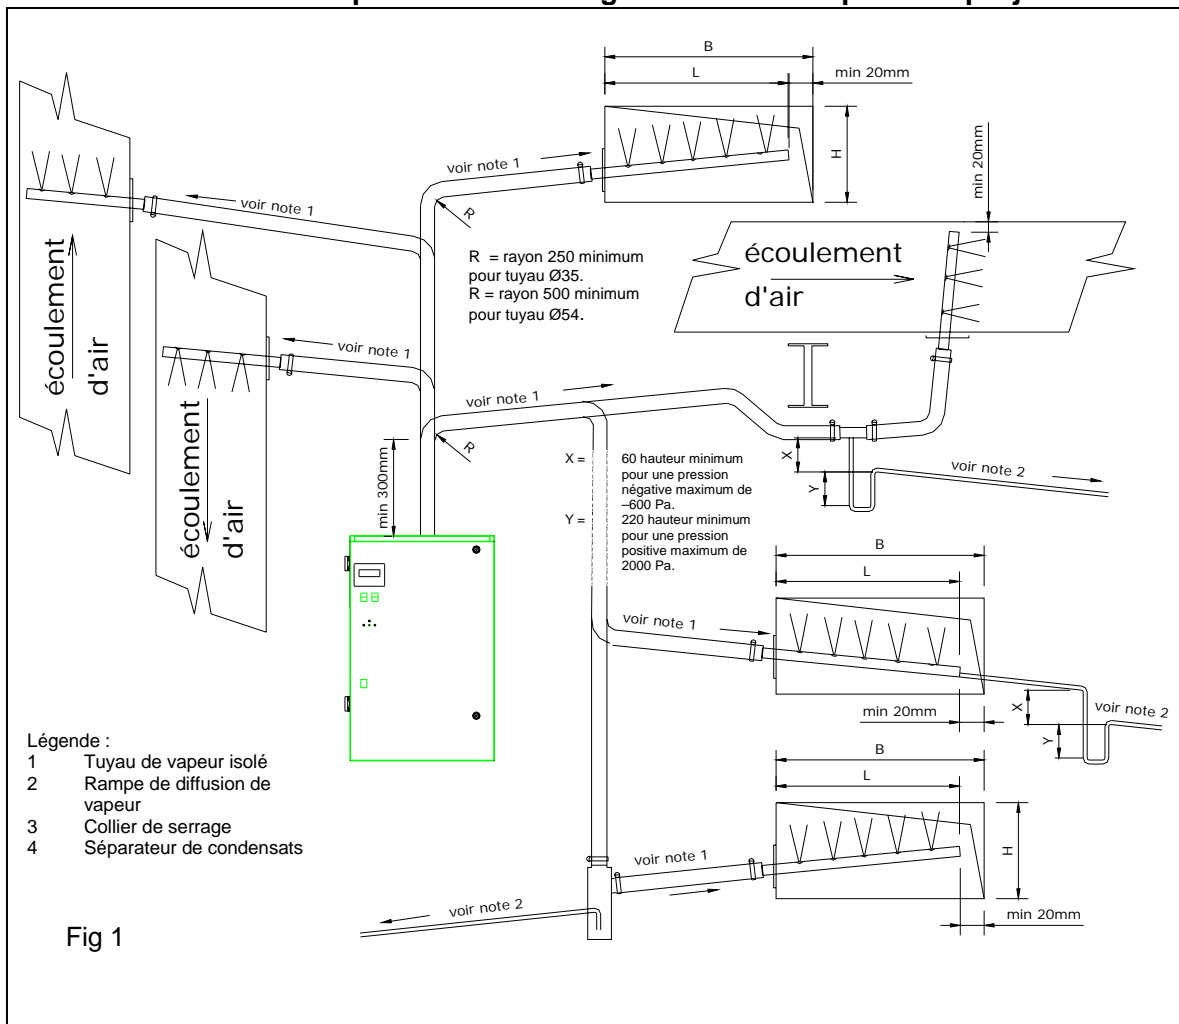 B
L
min 20mm
H
voir note 1
R
voir note 1
écoulement
d'air
R = rayon 250 minimum
pour tuyau Ø35.
R = rayon 500 minimum
pour tuyau Ø54.
min 20mm
écoulement
d'air
voir note 1
écoulement
d'air
voir note 1
R
min 300mm
X =
60 hauteur minimum
pour une pression
négative maximum de
–600 Pa.
Y =
220 hauteur minimum
pour une pression
positive maximum de
2000 Pa.
X
Y
voir note 2
B
L
voir note 1
min 20mm
X
Y
voir note 2
B
L
H
voir note 1
min 20mm
voir note 2
Légende :
1 Tuyau de vapeur isolé
2 Rampe de diffusion de
vapeur
3 Collier de serrage
4 Séparateur de condensats
Fig 1